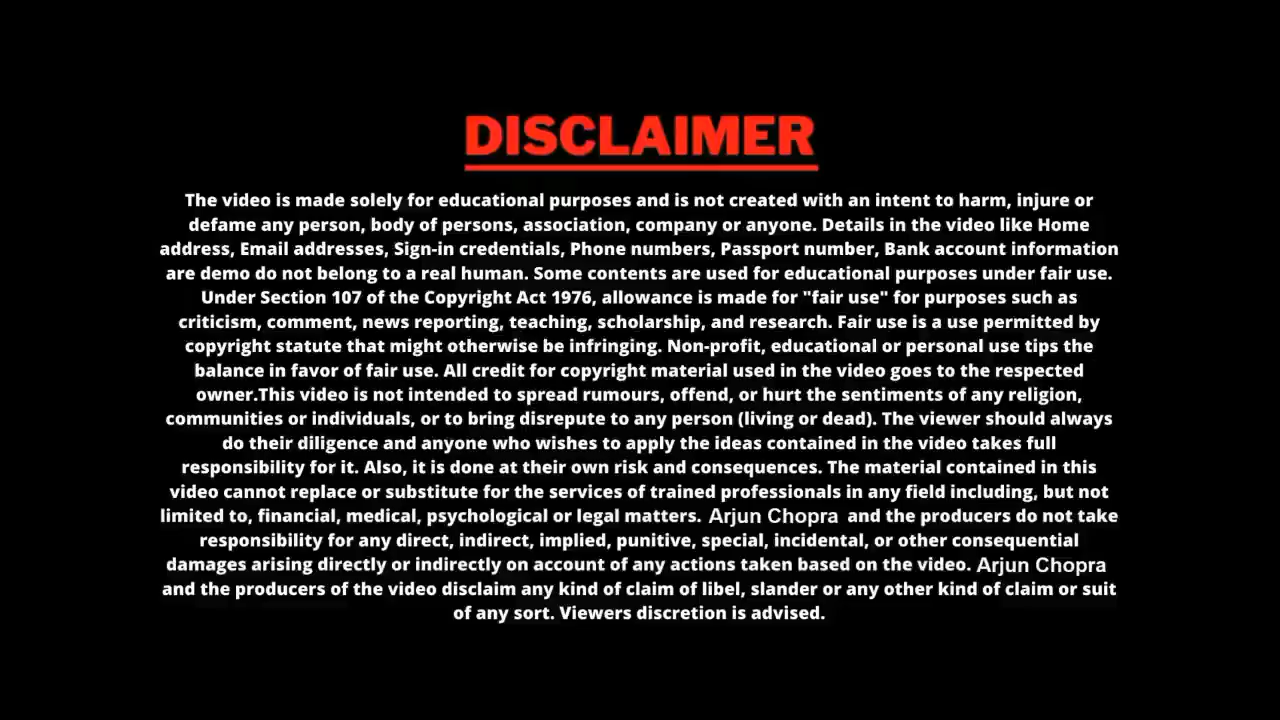 DISCLAIMER
The video is made solely for educational purposes and is not created with an intent to harm, injure or
defame any person, body of persons, association, company or anyone. Details in the video like Home
address, Email addresses, Sign-in credentials, Phone numbers, Passport number, Bank account information
are demo do not belong to a real human. Some contents are used for educational purposes under fair use.
Under Section 107 of the Copyright Act 1976, allowance is made for "fair use" for purposes such as
criticism, comment, news reporting, teaching, scholarship, and research. Fair use is a use permitted by
copyright statute that might otherwise be infringing. Non-profit, educational or personal use tips the
balance in favor of fair use. All credit for copyright material used in the video goes to the respected
owner.This video is not intended to spread rumours, offend, or hurt the sentiments of any religion,
communities or individuals, or to bring disrepute to any person (living or dead). The viewer should always
do their diligence and anyone who wishes to apply the ideas contained in the video takes full
responsibility for it. Also, it is done at their own risk and consequences. The material contained in this
video cannot replace or substitute for the services of trained professionals in any field including, but not
limited to, financial, medical, psychological or legal matters. Arjun Chopra and the producers do not take
responsibility for any direct, indirect, implied, punitive, special, incidental, or other consequential
damages arising directly or indirectly on account of any actions taken based on the video. Arjun Chopra
and the producers of the video disclaim any kind of claim of libel, slander or any other kind of claim or suit
of any sort. Viewers discretion is advised.